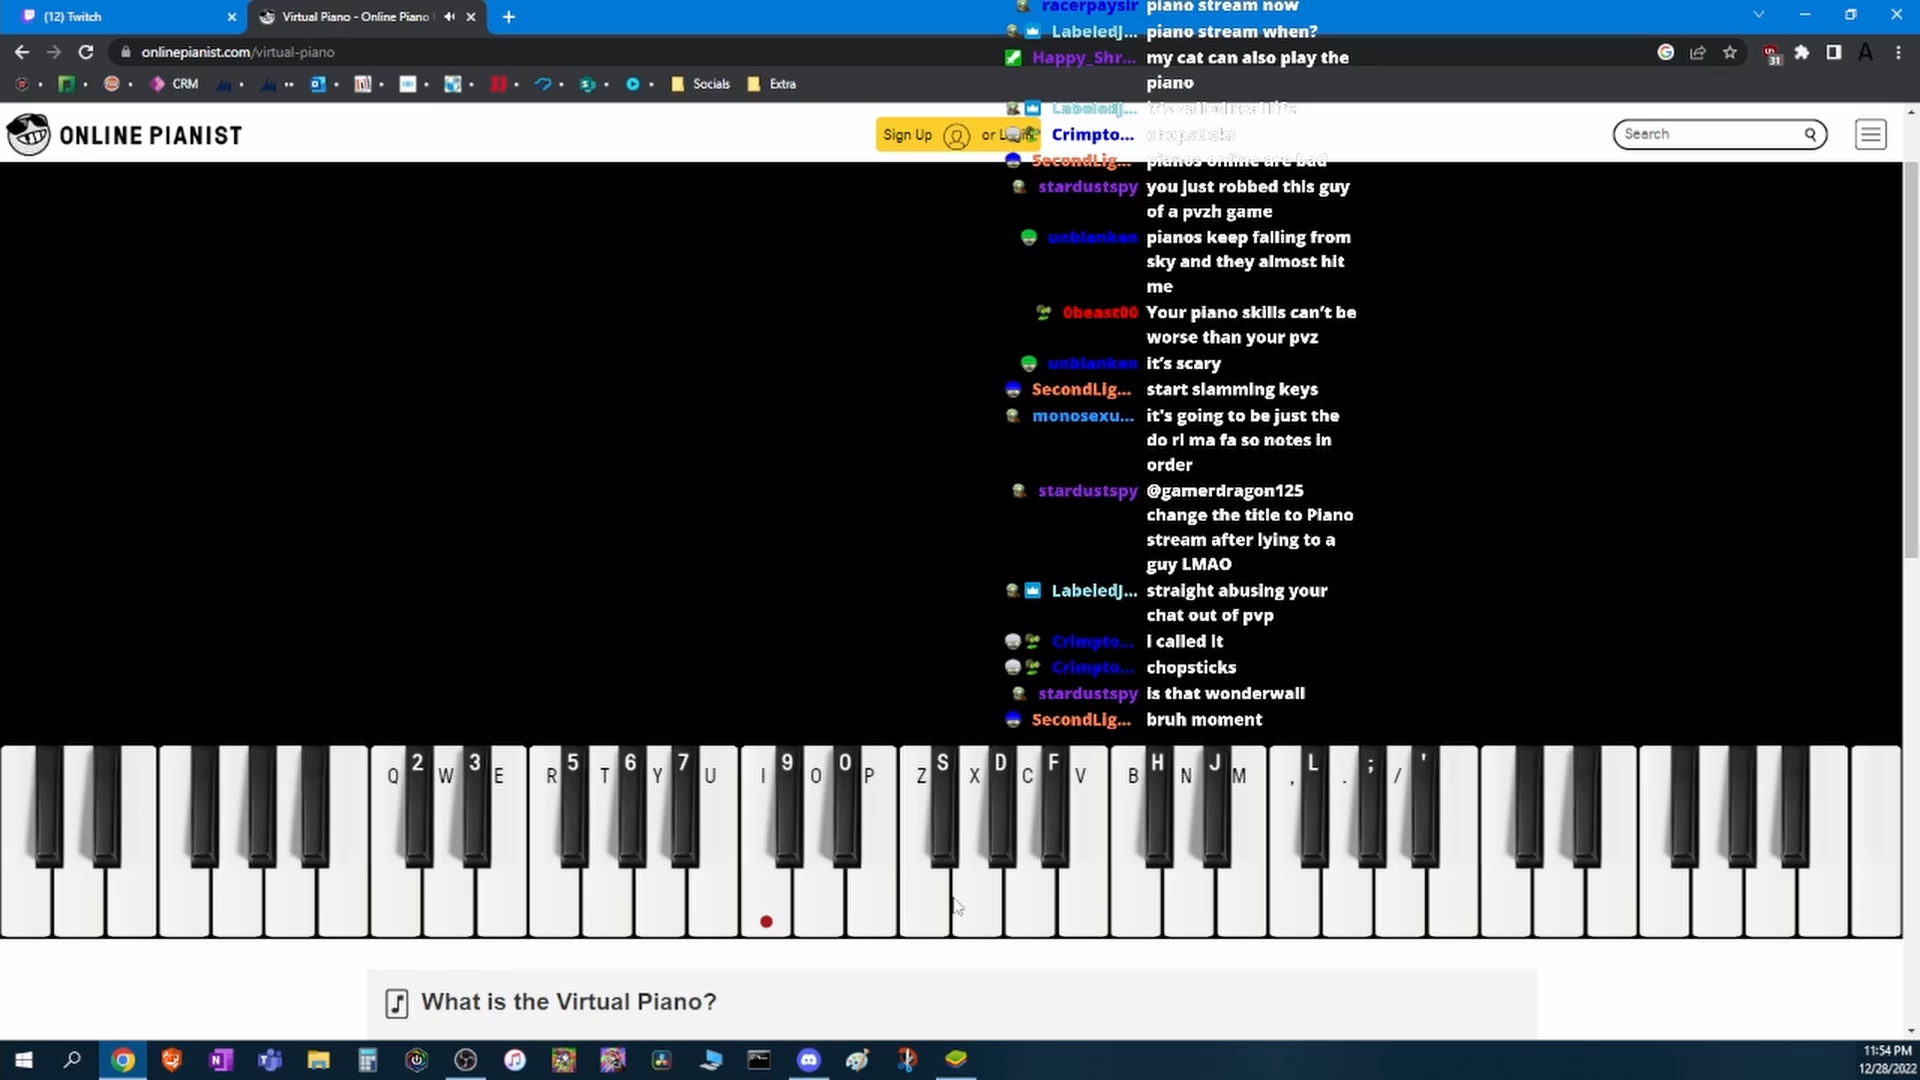 (12) Twitch
Virtual Piano - Online Piano
onlinepianist.com/virtual-piano
31
A
CRM
Socials
Extra
ONLINE PIANIST
Sign Up
Search
racerpaysir piano stream now
LabeledJ... piano stream when?
Happy_Shr... my cat can also play the
piano
LabeledJ...
Crimpto... chopsticks
SecondLig... pianos online are bad
stardustspy you just robbed this guy
of a pvzh game
unblanken pianos keep falling from
sky and they almost hit
me
0beast00 Your piano skills can't be
worse than your pvz
unblanken it's scary
SecondLig... start slamming keys
monosexu... it's going to be just the
do ri ma fa so notes in
order
stardustspy @gamerdragon125
change the title to Piano
stream after lying to a
guy LMAO
LabeledJ... straight abusing your
chat out of pvp
Crimpto... I called it
Crimpto... chopsticks
stardustspy is that wonderwall
SecondLig... bruh moment
2 3 5 6 7 9 0 S D F H J L ; '
Q W E R T Y U I O P Z X C V B N M , . /
What is the Virtual Piano?
11:54 PM
12/28/2022